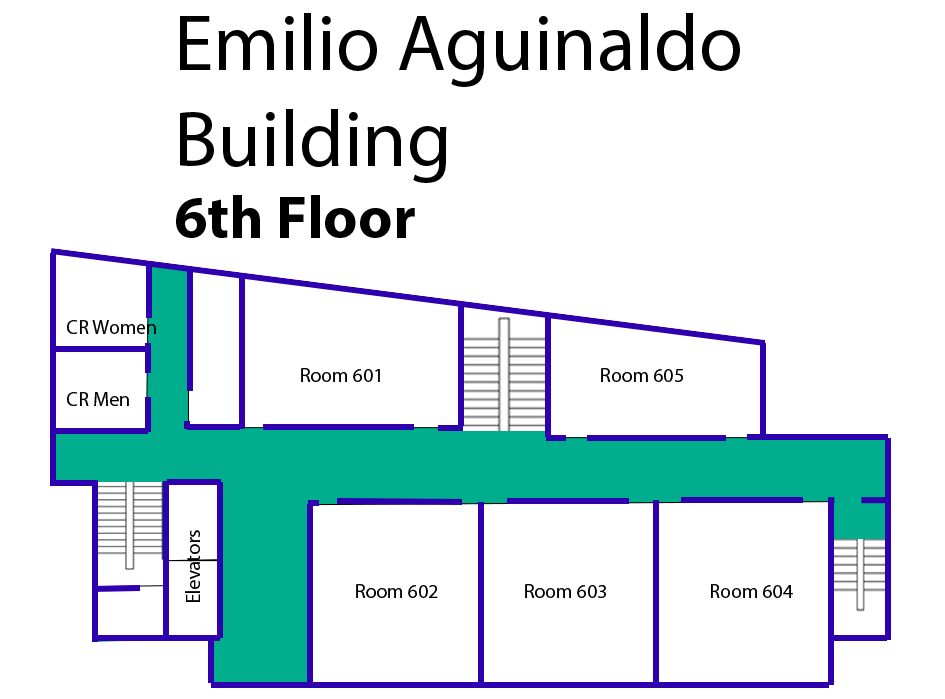 Emilio Aguinaldo
Building
6th Floor
CR Women
CR Men
Room 601
Room 605
Elevators
Room 602
Room 603
Room 604